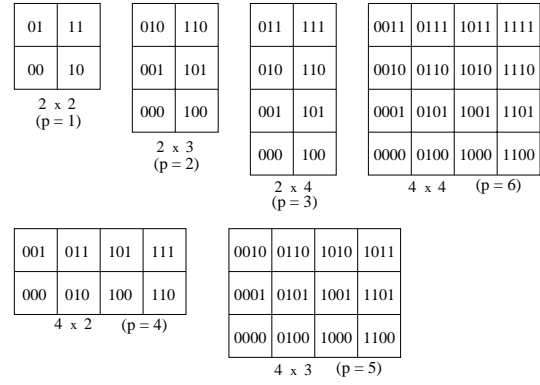 01 11
00 10
2 x 2
(p = 1)
010 110
001 101
000 100
2 x 3
(p = 2)
011 111
010 110
001 101
000 100
2 x 4
(p = 3)
0011 0111 1011 1111
0010 0110 1010 1110
0001 0101 1001 1101
0000 0100 1000 1100
4 x 4 (p = 6)
001 011 101 111
000 010 100 110
4 x 2 (p = 4)
0010 0110 1010 1011
0001 0101 1001 1101
0000 0100 1000 1100
4 x 3 (p = 5)